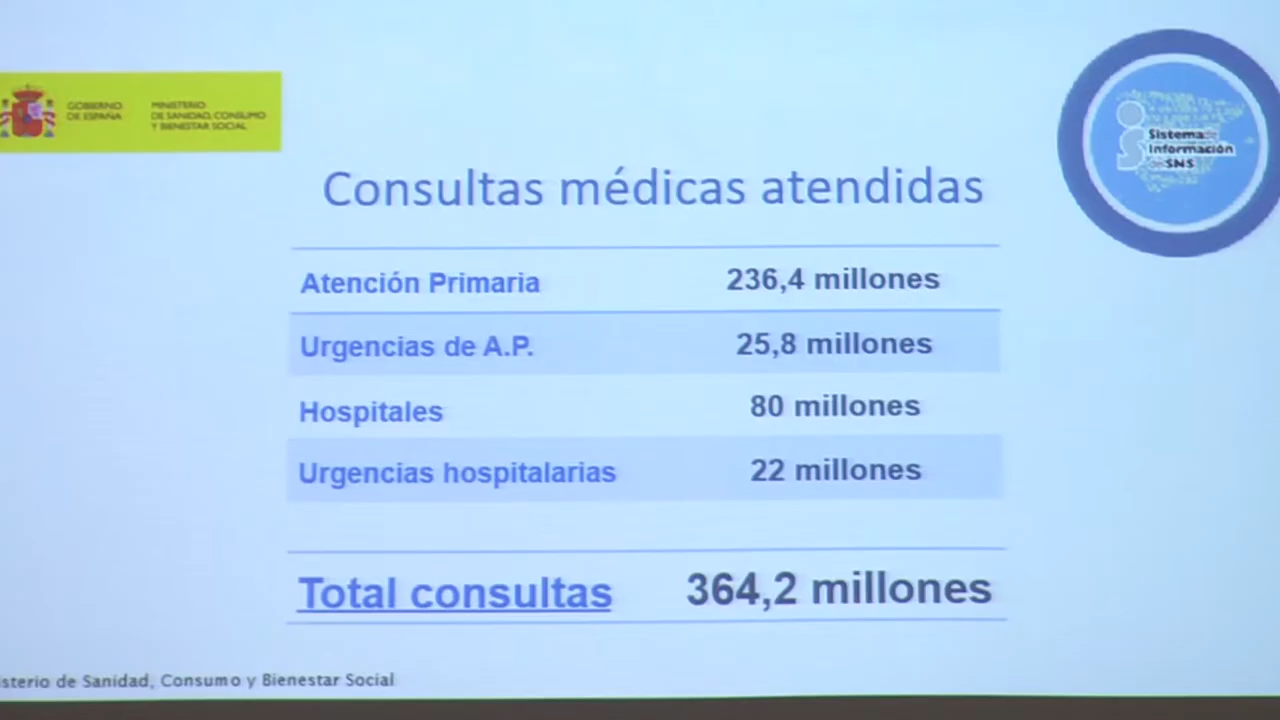 GOBIERNO
DE ESPAÑA
MINISTERIO
DE SANIDAD, CONSUMO
Y BIENESTAR SOCIAL
Sistema de
Información
SNS
Consultas médicas atendidas
Atención Primaria 236,4 millones
Urgencias de A.P. 25,8 millones
Hospitales 80 millones
Urgencias hospitalarias 22 millones
Total consultas 364,2 millones
isterio de Sanidad, Consumo y Bienestar Social